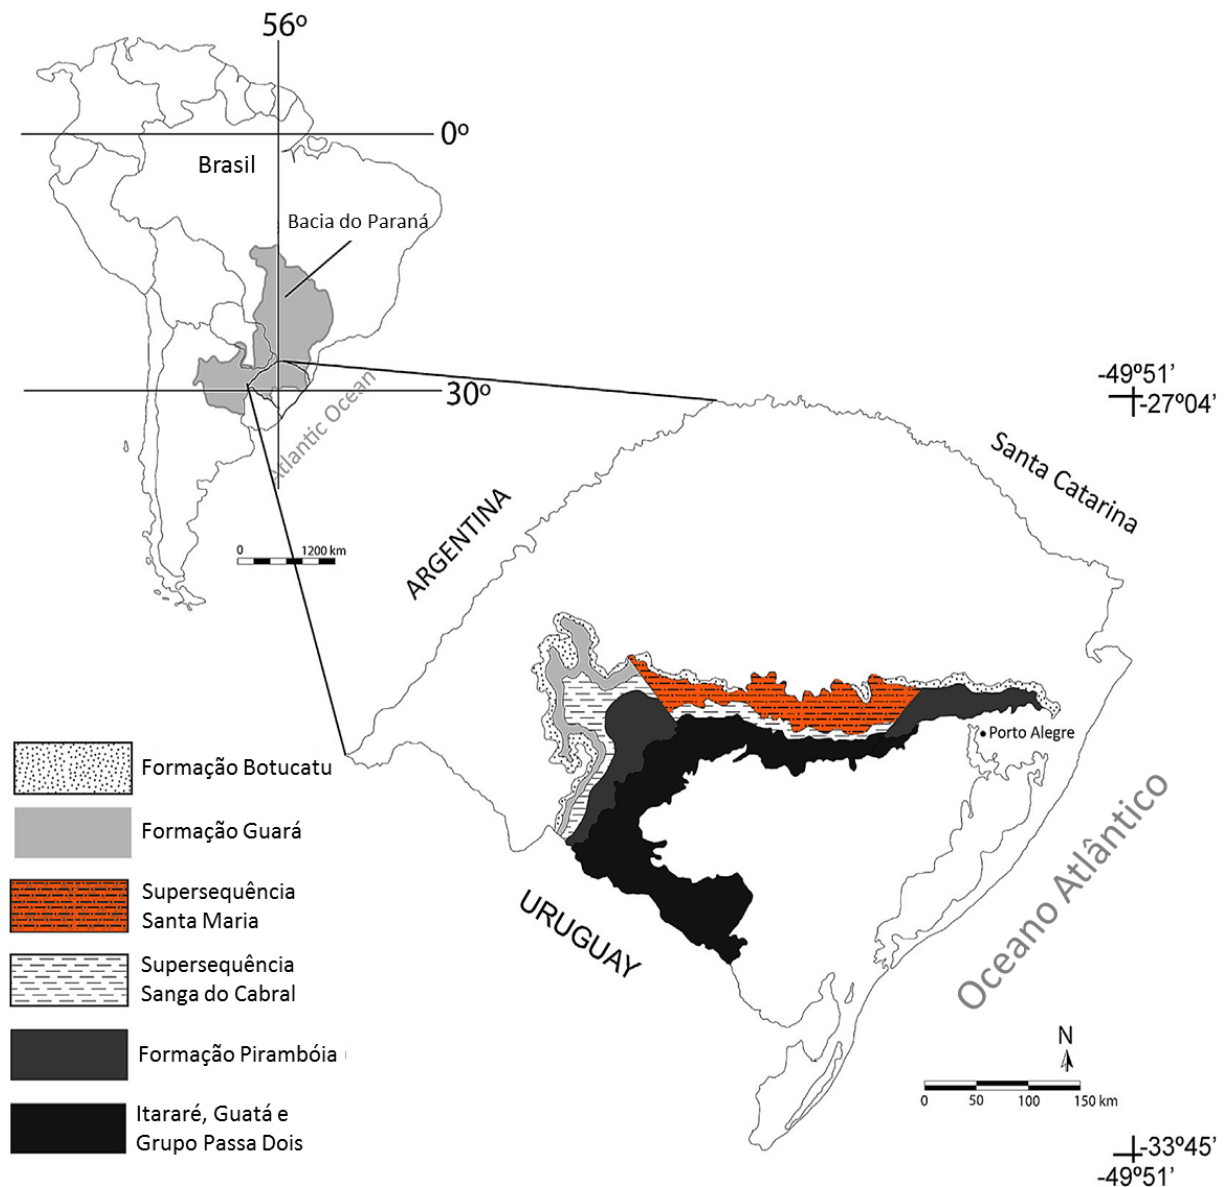 56º
0º
Brasil
Bacia do Paraná
30º
Atlantic Ocean
0 1200 km
-49º51'
-27º04'
Santa Catarina
ARGENTINA
Porto Alegre
URUGUAY
Oceano Atlântico
Formação Botucatu
Formação Guará
Supersequência
Santa Maria
Supersequência
Sanga do Cabral
Formação Pirambóia
Itararé, Guatá e
Grupo Passa Dois
N
0 50 100 150 km
-33º45'
-49º51'